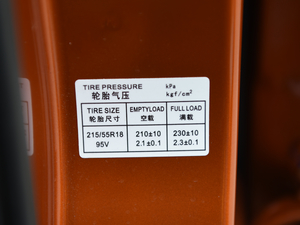 TIRE PRESSURE kPa
轮胎气压 kgf/cm²
TIRE SIZE EMPTYLOAD FULL LOAD
轮胎尺寸 空载 满载
215/55R18 210±10 230±10
95V 2.1±0.1 2.3±0.1